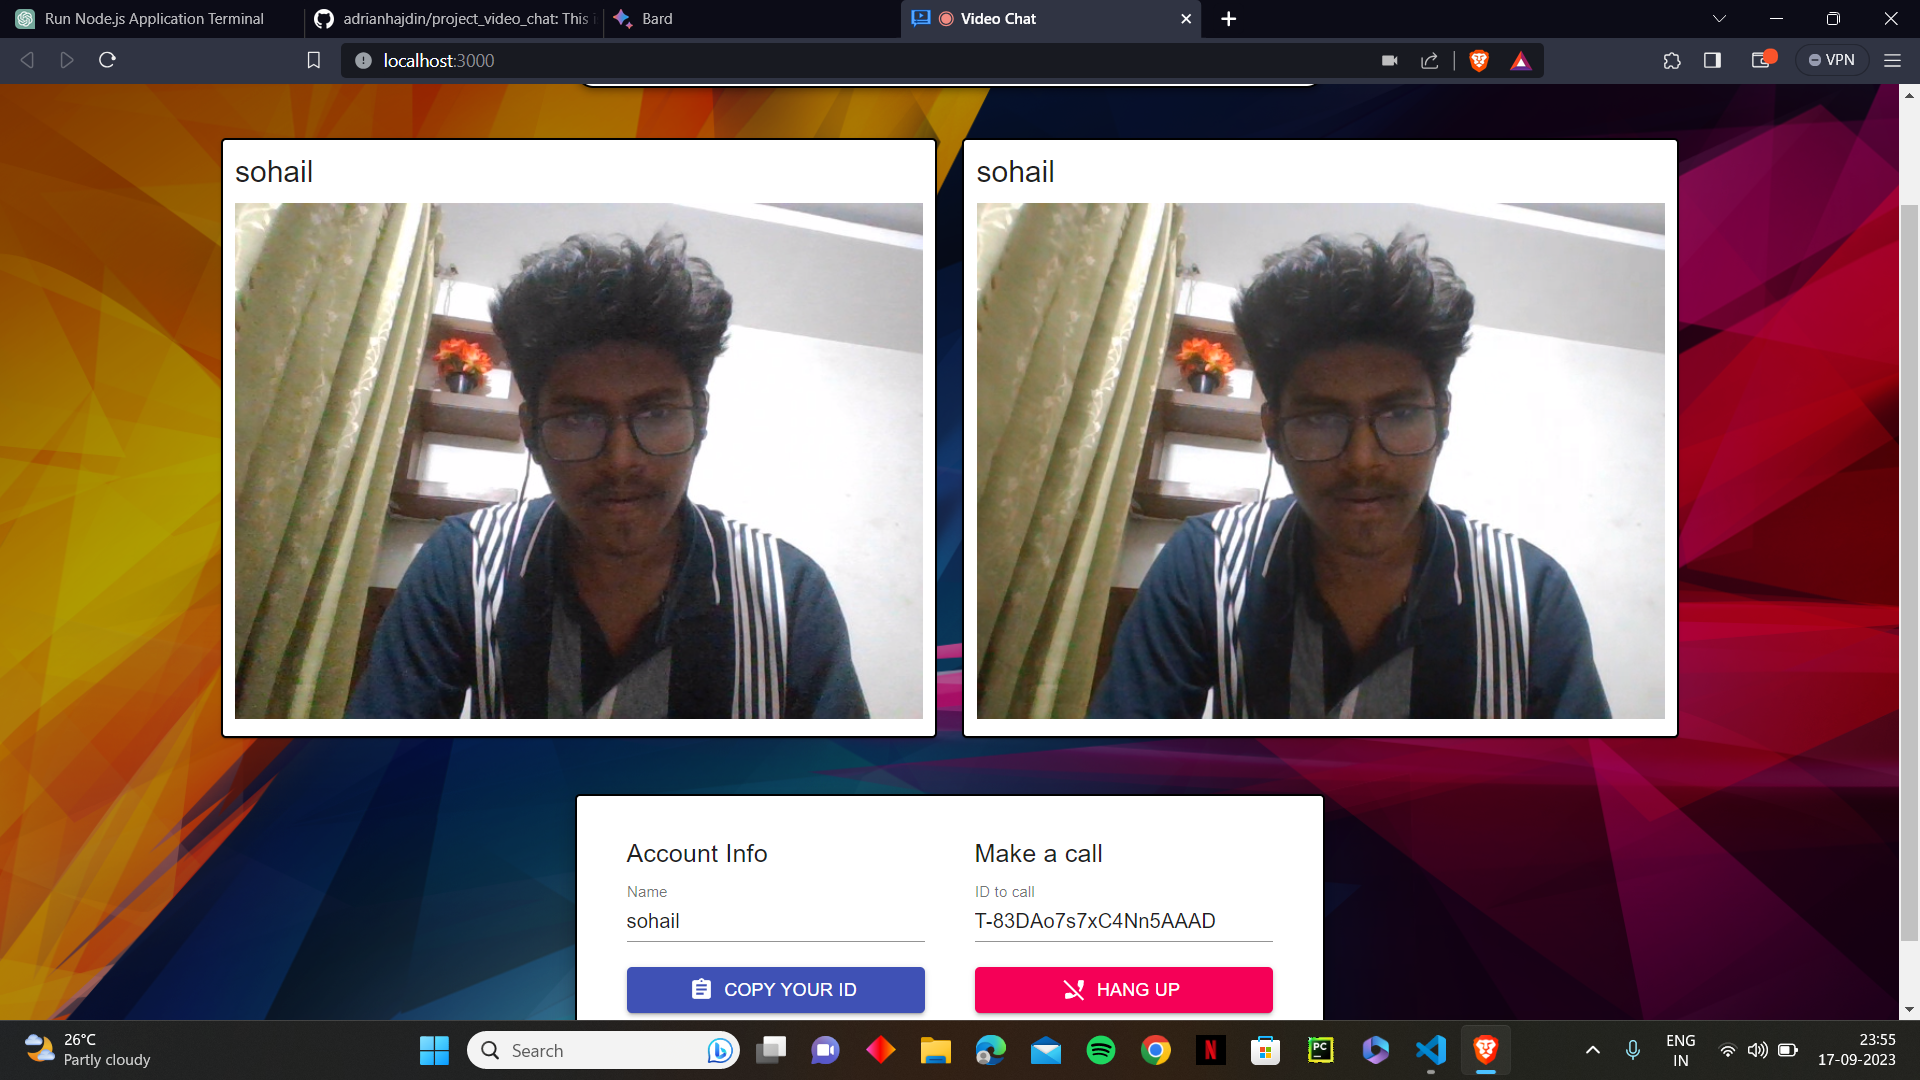 Run Node.js Application Terminal
adrianhajdin/project_video_chat: This i
Bard
Video Chat
localhost:3000
VPN
sohail
sohail
Account Info
Make a call
Name
ID to call
sohail
T-83DAo7s7xC4Nn5AAAD
COPY YOUR ID
HANG UP
26°C
Partly cloudy
Search
PC
N
ENG
IN
23:55
17-09-2023